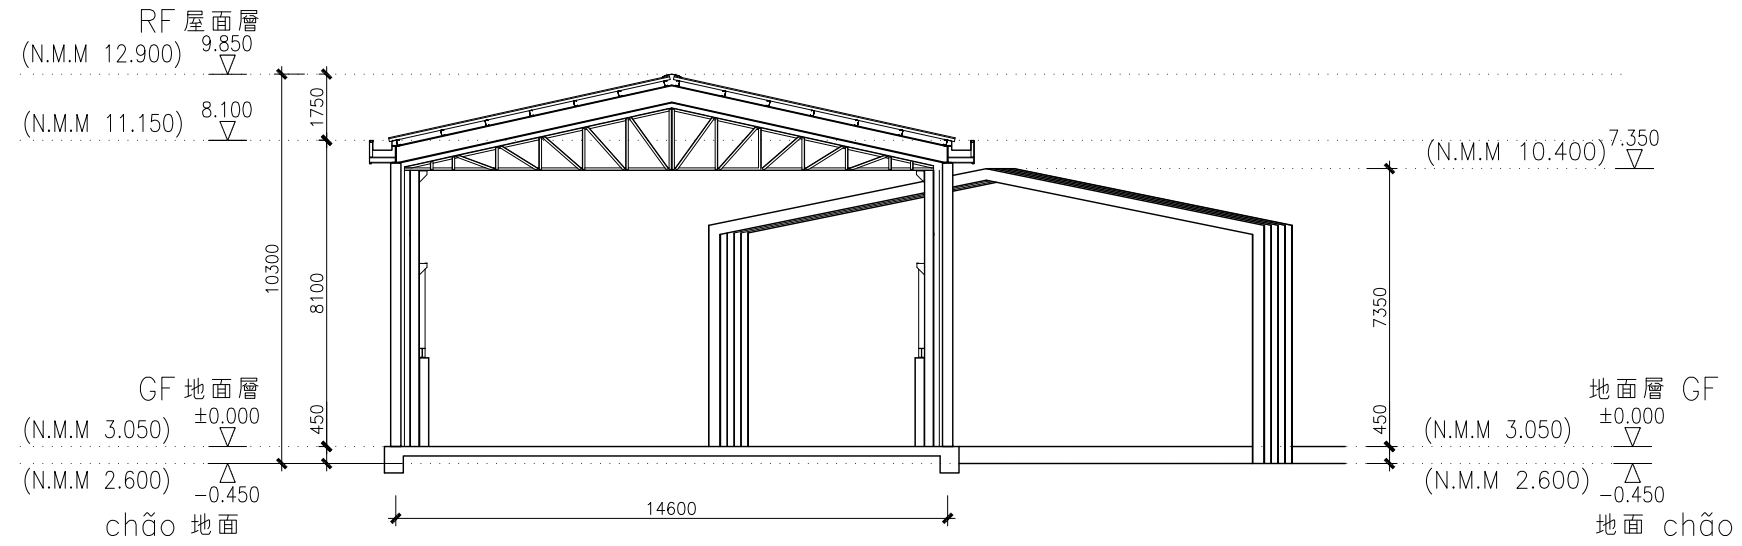 RF 屋面層
9.850
(N.M.M 12.900)
8.100
(N.M.M 11.150)
1750
10300
8100
450
GF 地面層
±0.000
(N.M.M 3.050)
(N.M.M 2.600)
-0.450
chão 地面
14600
7.350
(N.M.M 10.400)
7350
450
地面層 GF
±0.000
(N.M.M 3.050)
(N.M.M 2.600)
-0.450
地面 chão